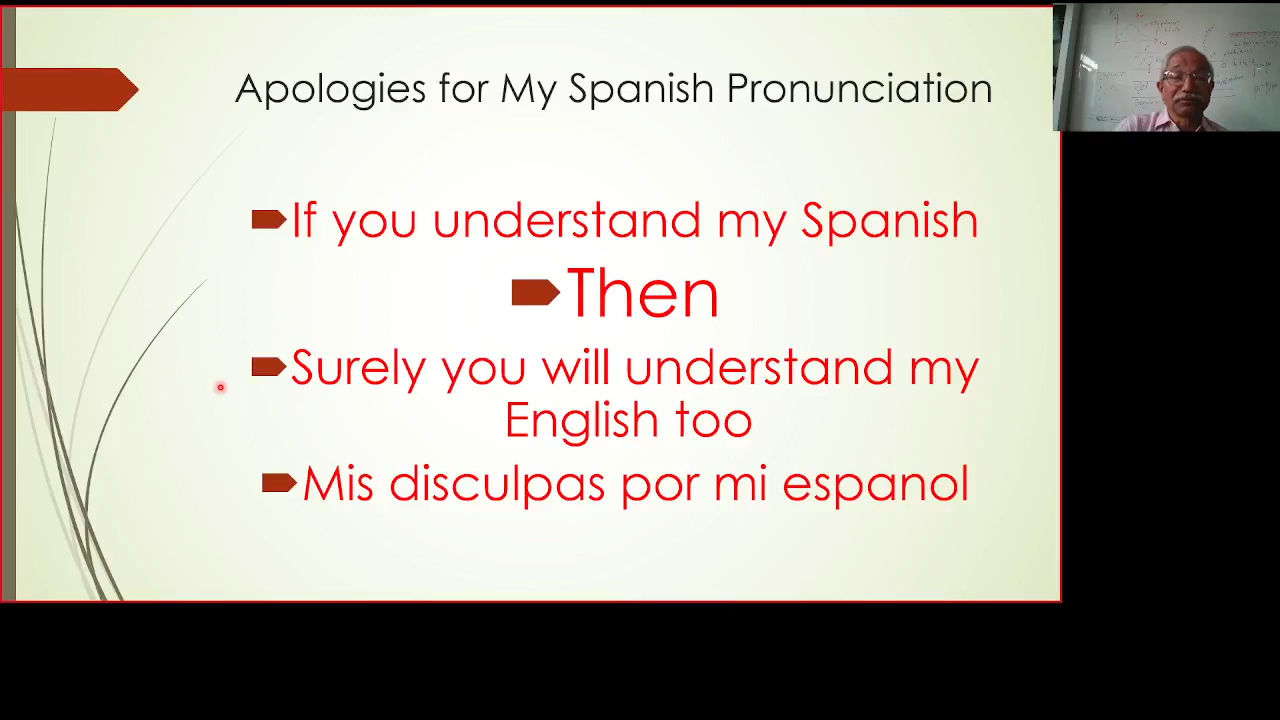 Apologies for My Spanish Pronunciation
If you understand my Spanish
Then
Surely you will understand my
English too
Mis disculpas por mi espanol